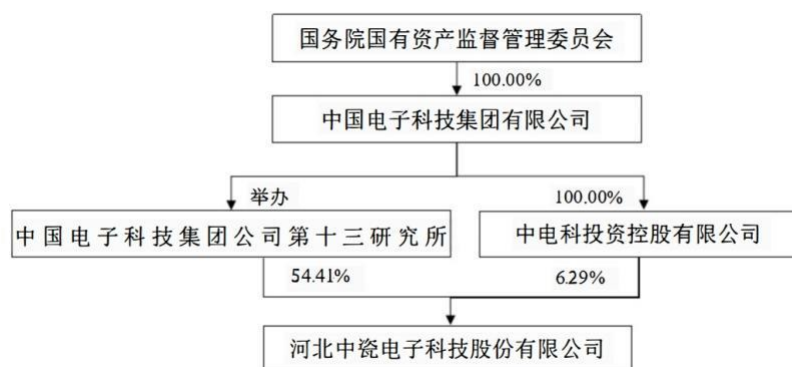 国务院国有资产监督管理委员会
100.00%
中国电子科技集团有限公司
举办
100.00%
中国电子科技集团公司第十三研究所
中电科投资控股有限公司
54.41%
6.29%
河北中瓷电子科技股份有限公司